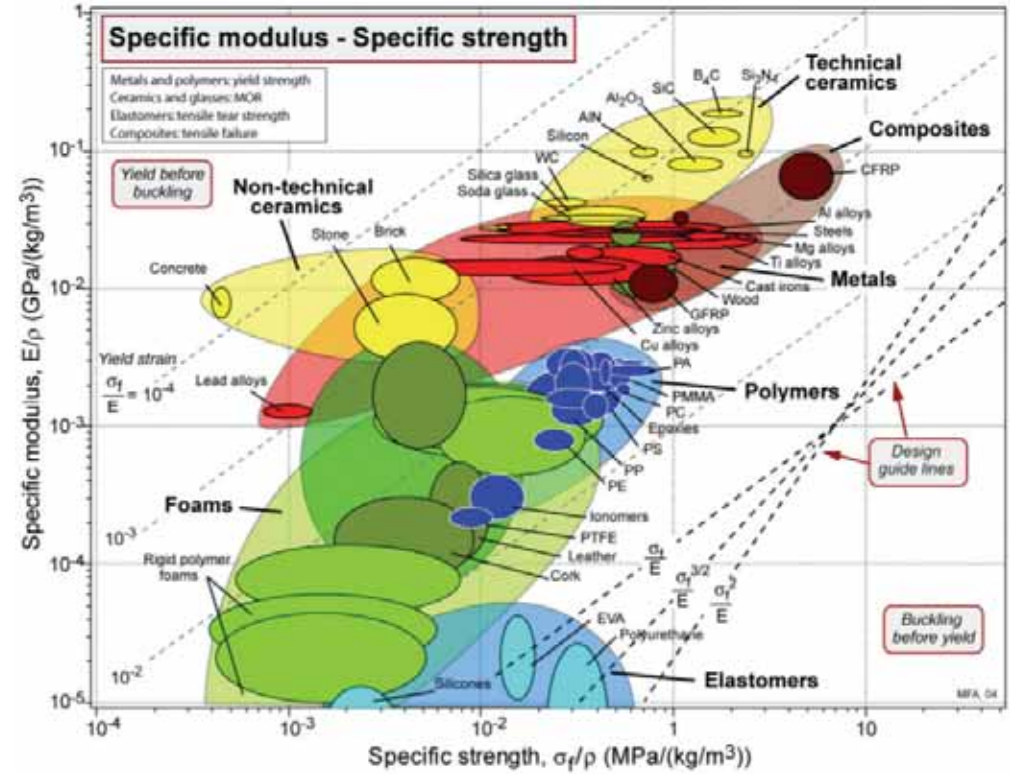 Specific modulus - Specific strength
Metals and polymers: yield strength
Ceramics and glasses: MOR
Elastomers: tensile tear strength
Composites: tensile failure
Yield before
buckling
Technical
ceramics
Composites
CFRP
B4C
Si2N4
SiC
Al2O3
AlN
Silicon
WC
Silica glass
Soda glass
Non-technical
ceramics
Stone
Brick
Concrete
Al alloys
Steels
Mg alloys
Ti alloys
Metals
Cast irons
Wood
GFRP
Zinc alloys
Cu alloys
Yield strain
σf
E
= 10-4
Lead alloys
PA
Polymers
PMMA
PC
Epaxies
PS
PP
PE
Design
guide lines
Foams
Ionomers
PTFE
Leather
Cork
10-3
Rigid polymer
foams
σf
E
σf3/2
E
σf2
E
EVA
Polyurethane
Buckling
before yield
10-2
Silicones
Elastomers
MFA, 04
1
10-1
10-2
10-3
10-4
10-5
Specific modulus, E/ρ (GPa/(kg/m3))
10-4
10-3
10-2
1
10
Specific strength, σf/ρ (MPa/(kg/m3))